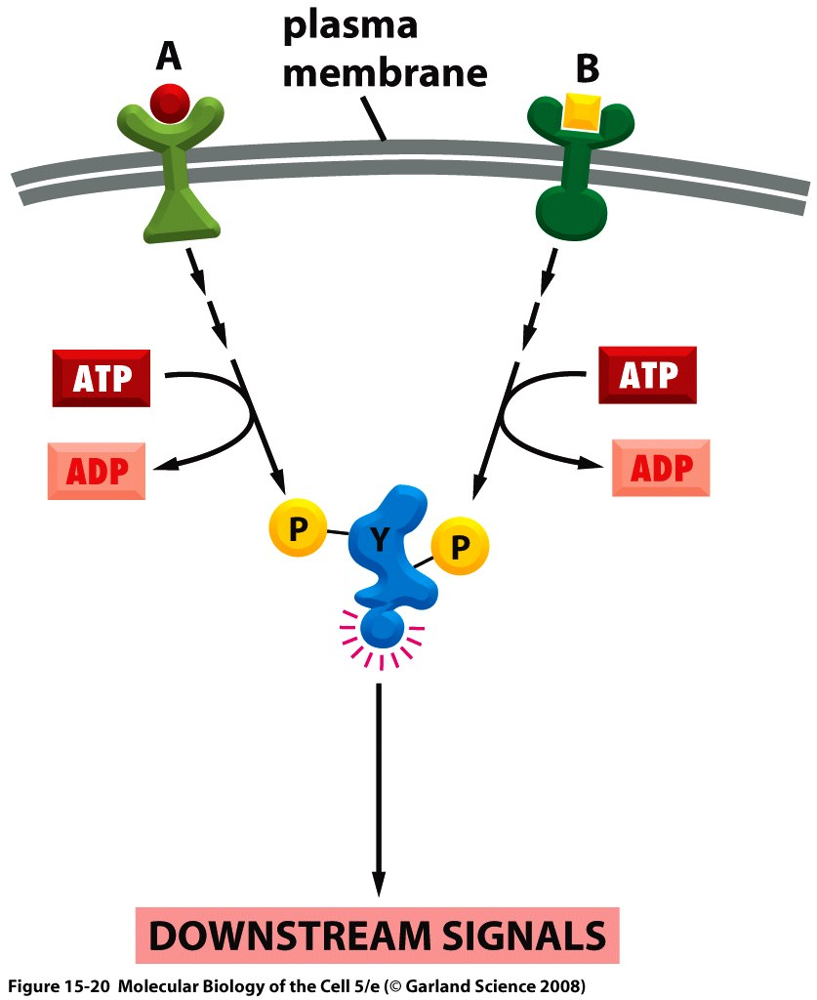 A
plasma
membrane
B
ATP
ATP
ADP
ADP
P
Y
P
DOWNSTREAM SIGNALS
Figure 15-20 Molecular Biology of the Cell 5/e (© Garland Science 2008)